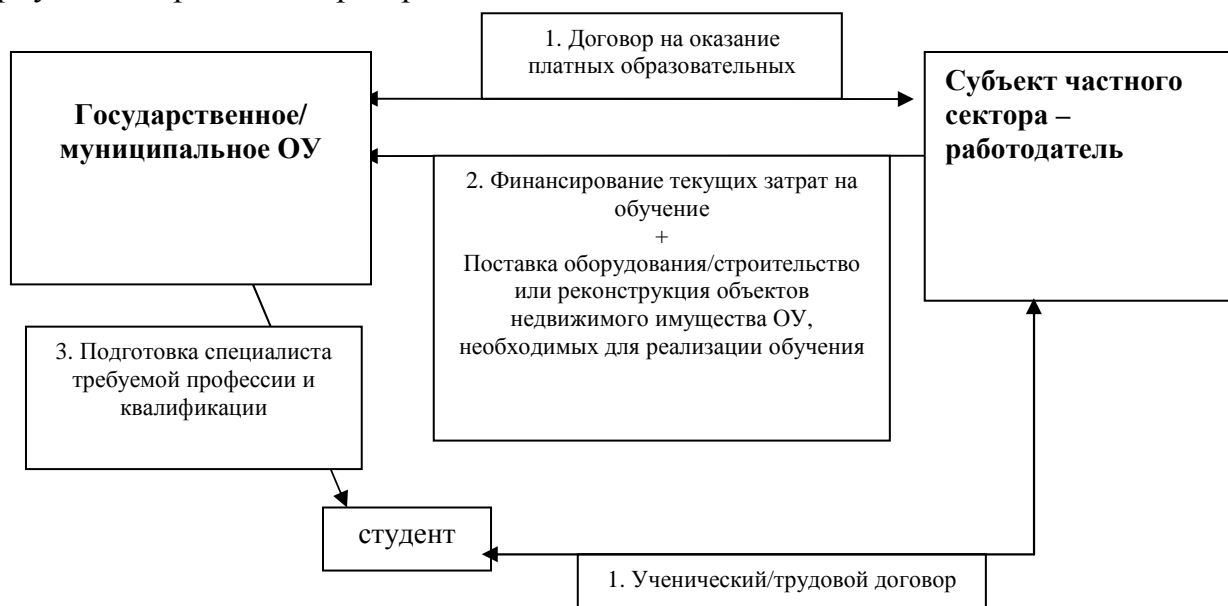 1. Договор на оказание
платных образовательных
Государственное/
муниципальное ОУ
Субъект частного
сектора –
работодатель
2. Финансирование текущих затрат на
обучение
+
Поставка оборудования/строительство
или реконструкция объектов
недвижимого имущества ОУ,
необходимых для реализации обучения
3. Подготовка специалиста
требуемой профессии и
квалификации
студент
1. Ученический/трудовой договор